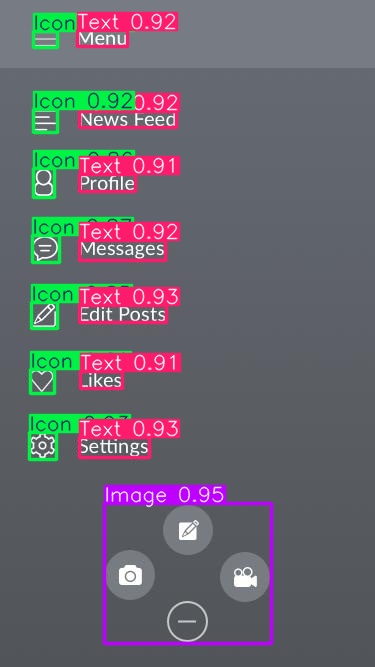 Icon Text 0.92
Menu
Icon 0.92 0.92
News Feed
Icon Text 0.91
Profile
Icon Text 0.92
Messages
Icon Text 0.93
Edit Posts
Icon Text 0.91
Likes
Icon Text 0.93
Settings
Image 0.95